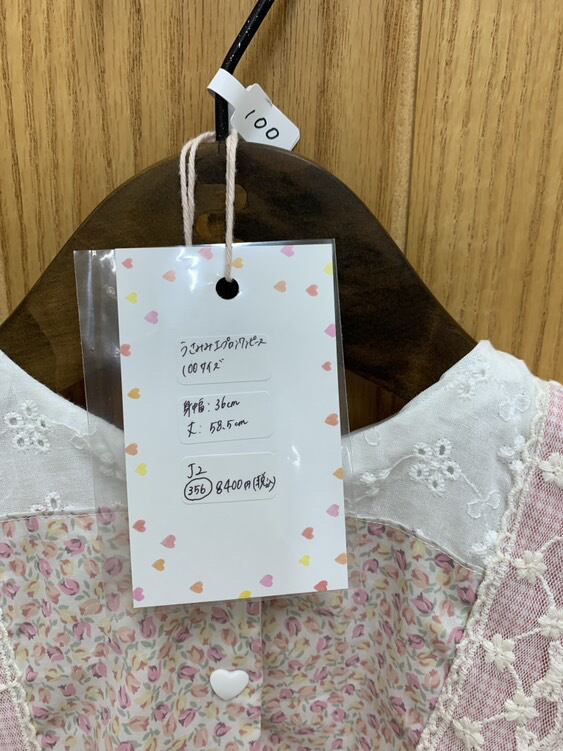 100
うさみみエプロンワンピース
100サイズ
身巾: 36cm
丈: 58.5cm
J2
356 8400円(税込)